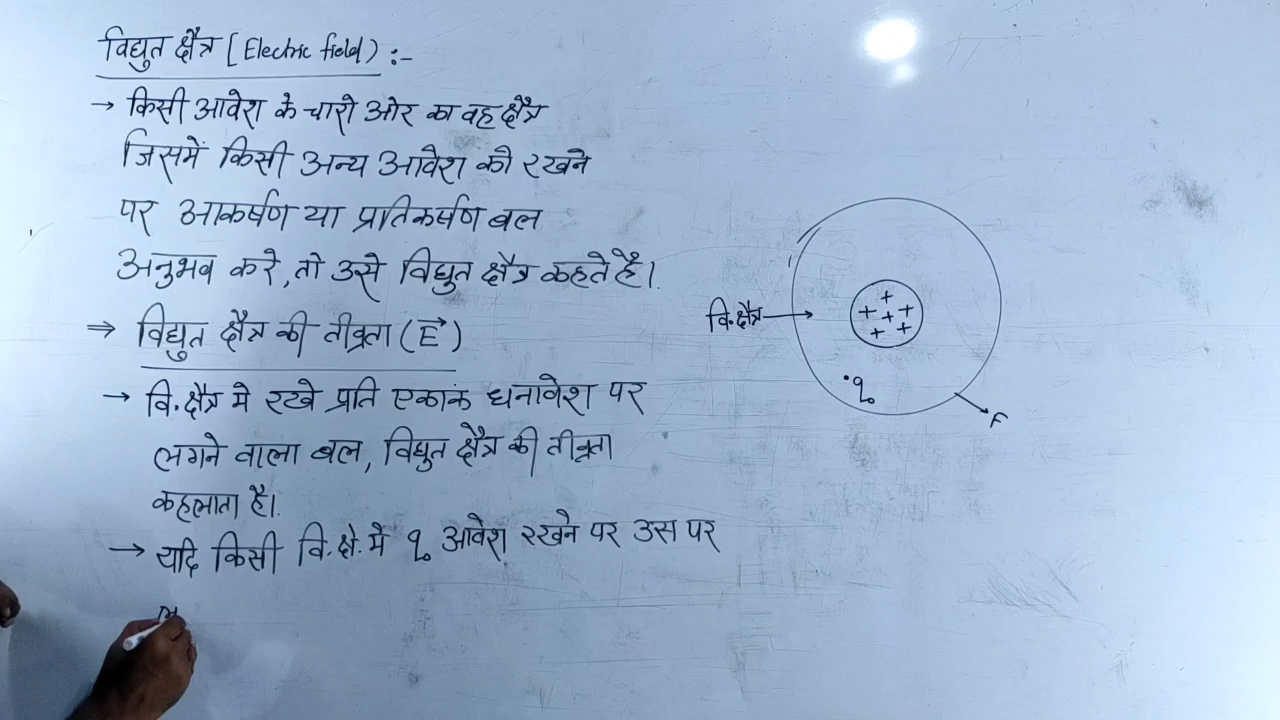 विद्युत क्षैत्र [Electric field) :-
→ किसी आवेश के चारो ओर का वह क्षैत्र
जिसमें किसी अन्य आवेश को रखने
पर आकर्षण या प्रतिकर्सण बल
अनुभव करे, तो उसे विद्युत क्षैत्र कहते है।
⇒ विद्युत क्षैत्र की तीव्रता (E⃗)
→ वि.क्षैत्र मे रखे प्रति एकांक धनावेश पर
लगने वाला बल, विद्युत क्षैत्र की तीव्रता
कहलाता है।
→ यदि किसी वि.क्षे.मे q₀ आवेश रखने पर उस पर
वि.क्षैत्र →
+ + + + + +
q₀
F